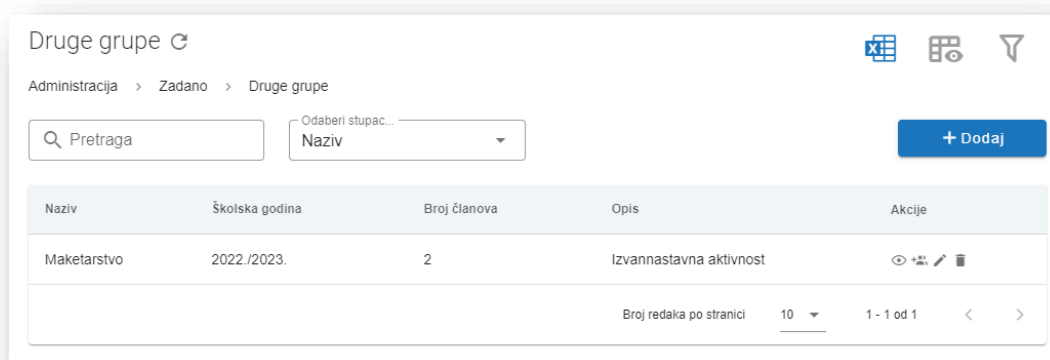 Druge grupe
Administracija > Zadano > Druge grupe
Pretraga
Odaberi stupac...
Naziv
+ Dodaj
Naziv Školska godina Broj članova Opis Akcije
Maketarstvo 2022./2023. 2 Izvannastavna aktivnost
Broj redaka po stranici 10 1 - 1 od 1 < >